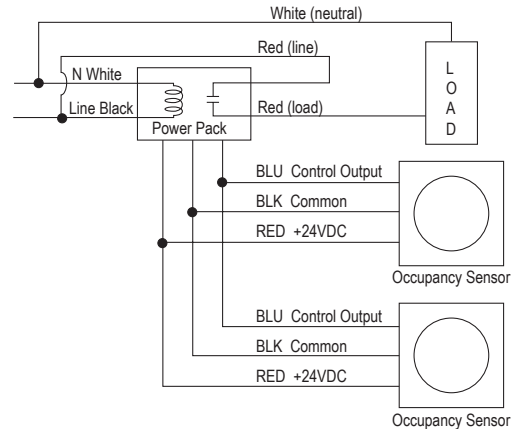 White (neutral)
Red (line)
N White
Line Black
Power Pack
Red (load)
LOAD
BLU Control Output
BLK Common
RED +24VDC
Occupancy Sensor
BLU Control Output
BLK Common
RED +24VDC
Occupancy Sensor